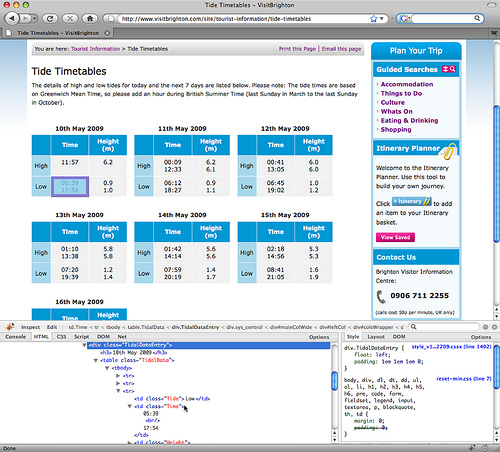 Tide Timetables – VisitBrighton
http://www.visitbrighton.com/site/tourist-information/tide-timetables
Google
Tide Timetables – VisitBrighton
You are here: Tourist Information > Tide Timetables
Print this Page | Email this page
Plan Your Trip
Tide Timetables
The details of high and low tides for today and the next 7 days are listed below. Please note: The tide times are based
on Greenwich Mean Time, so please add an hour during British Summer Time (last Sunday in March to the last Sunday
in October).
Guided Searches
Accommodation
Things to Do
Culture
Whats On
Eating & Drinking
Shopping
10th May 2009
Time Height (m)
High 11:57 6.2
Low 05:39 0.9
17:54 1.0
11th May 2009
Time Height (m)
High 00:09 6.2
12:33 6.1
Low 06:12 0.9
18:27 1.1
12th May 2009
Time Height (m)
High 00:41 6.0
13:05 6.0
Low 06:45 1.0
19:02 1.2
Itinerary Planner
Welcome to the Itinerary
Planner. Use this tool to
build your own journey.
Click + Itinerary to add
an item to your Itinerary
basket.
View Saved
13th May 2009
Time Height (m)
High 01:10 5.8
13:38 5.8
Low 07:20 1.2
19:39 1.4
14th May 2009
Time Height (m)
High 01:42 5.6
14:14 5.6
Low 07:59 1.4
20:19 1.7
15th May 2009
Time Height (m)
High 02:18 5.3
14:56 5.3
Low 08:41 1.6
21:05 1.9
Contact Us
Brighton Visitor Information
Centre:
0906 711 2255
(calls cost 50p per minute, UK only)
16th May 2009
Inspect Edit td.Time < tr < tbody < table.TidalData < div.TidalDataEntry < div.sys_control < div#mainColWide < div#leftCol < div#colsWrapper
Console HTML CSS Script DOM Net
Style Layout DOM Options
<div class="TidalDataEntry">
<h3>10th May 2009</h3>
<table class="TidalData">
<tbody>
<tr>
<tr>
<tr>
<td class="Tide">Low</td>
<td class="Time">
05:39
<br/>
17:54
</td>
<td class="Height">
div.TidalDataEntry {
style_v1...2209.cssx (line 1402)
float: left;
padding: 1em 1em 1em 0;
}
body, div, dl, dt, dd, ul,
reset-min.css (line 7)
ol, li, h1, h2, h3, h4, h5,
h6, pre, code, form,
fieldset, legend, input,
textarea, p, blockquote,
th, td {
margin: 0;
padding: 0;
}
Done